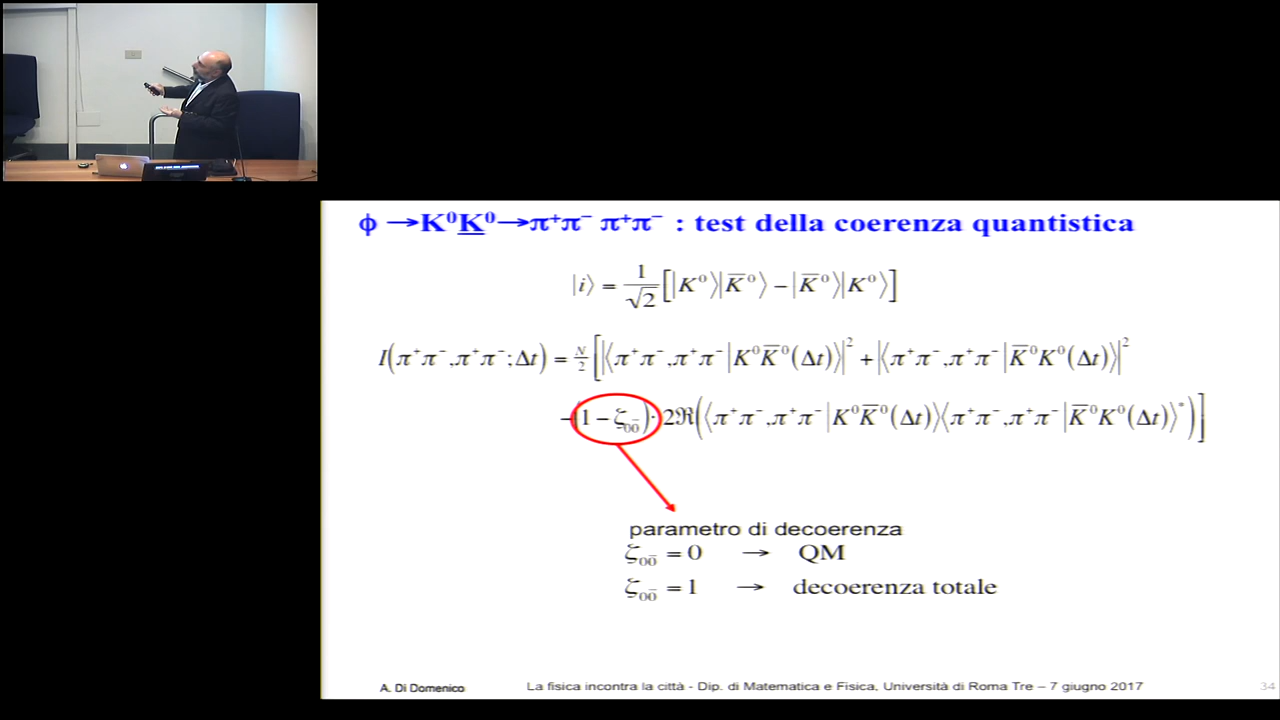 ϕ →K⁰K̲⁰→π⁺π⁻ π⁺π⁻ : test della coerenza quantistica
|i⟩ = 1/√2 [|K⁰⟩|K̅⁰⟩ − |K̅⁰⟩|K⁰⟩]
I(π⁺π⁻,π⁺π⁻;Δt) = N/2 [|⟨π⁺π⁻,π⁺π⁻|K⁰K̅⁰(Δt)⟩|² + |⟨π⁺π⁻,π⁺π⁻|K̅⁰K⁰(Δt)⟩|²
−(1 − ζ₀₀̅)· 2ℜ(⟨π⁺π⁻,π⁺π⁻|K⁰K̅⁰(Δt)⟩⟨π⁺π⁻,π⁺π⁻|K̅⁰K⁰(Δt)⟩*)]
parametro di decoerenza
ζ₀₀̅ = 0 → QM
ζ₀₀̅ = 1 → decoerenza totale
A. Di Domenico La fisica incontra la città - Dip. di Matematica e Fisica, Università di Roma Tre – 7 giugno 2017 34